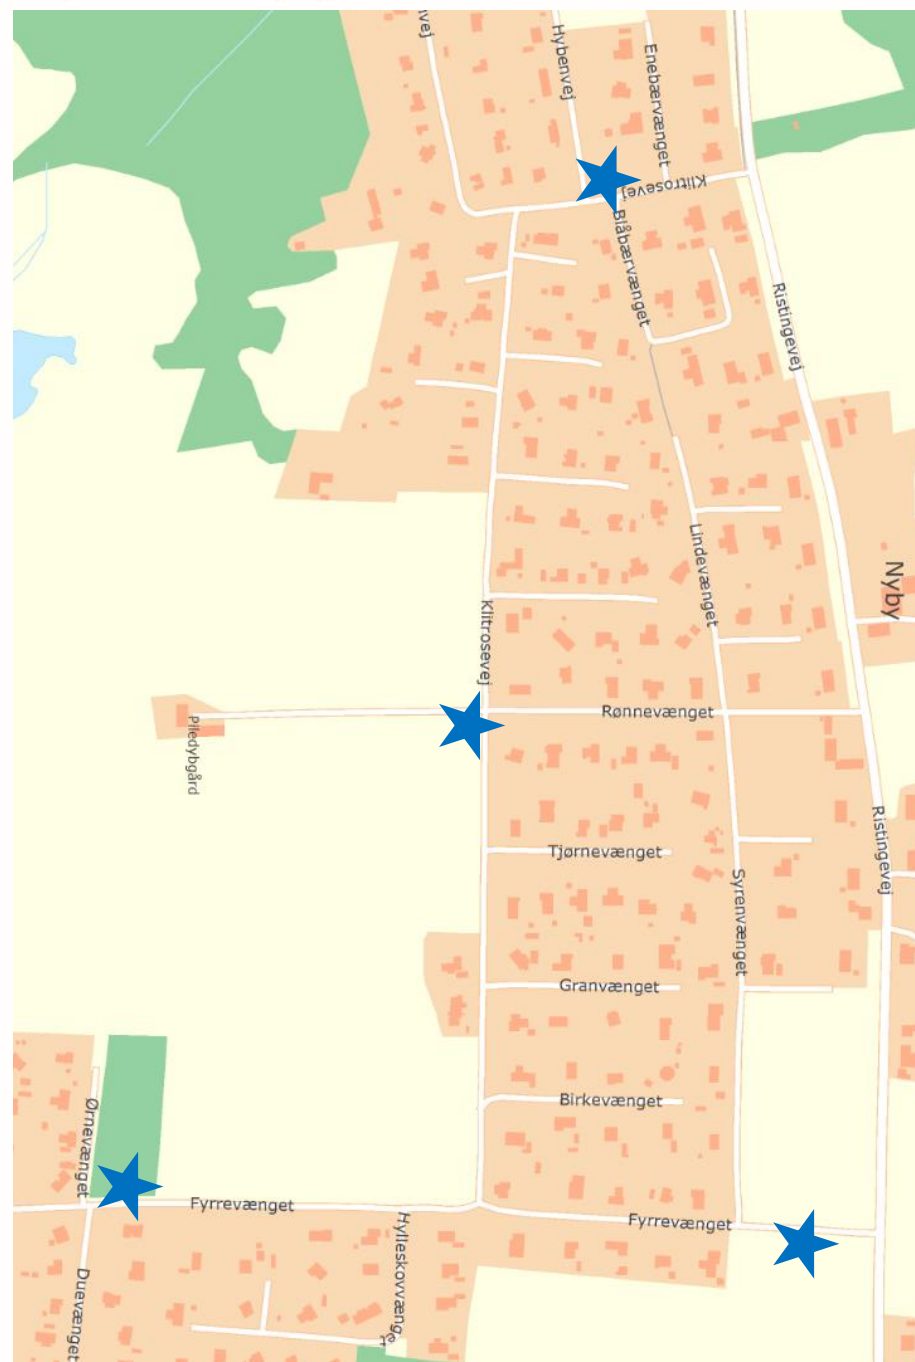 Hybenvej
Enebærvænget
Klitrosevej
Blåbærvænget
Ristingevej
Lindevænget
Nyby
Klitrosevej
Rønnevænget
Piledybgård
Ristingevej
Tjørnevænget
Syrenvænget
Granvænget
Birkevænget
Ørnevænget
Fyrrevænget
Fyrrevænget
Hylleskovvænget
Duevænget